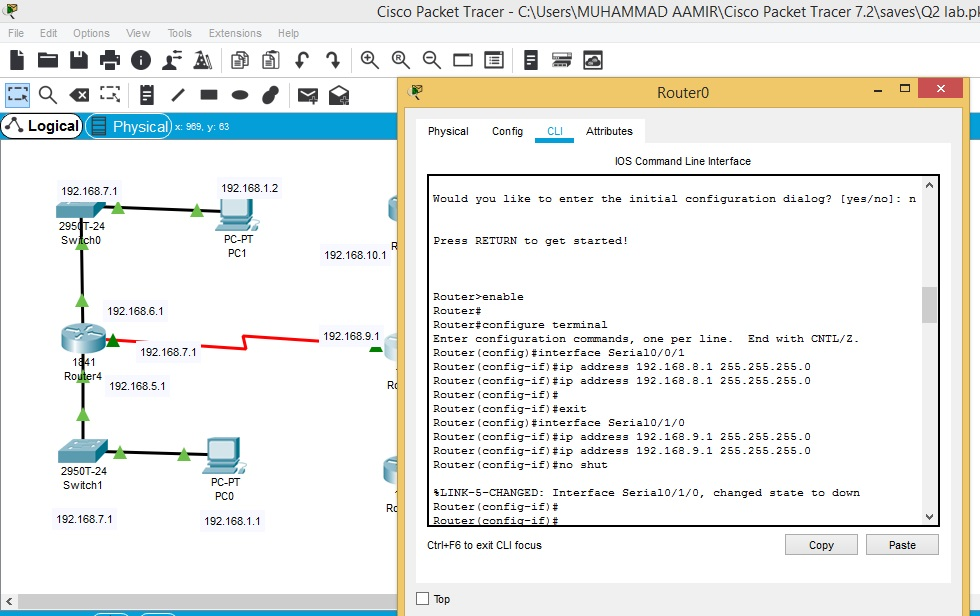 Cisco Packet Tracer - C:\Users\MUHAMMAD AAMIR\Cisco Packet Tracer 7.2\saves\Q2 lab.pk
File Edit Options View Tools Extensions Help
Logical
Physical
x: 969, y: 63
192.168.7.1
192.168.1.2
2950T-24
Switch0
PC-PT
PC1
192.168.10.1
192.168.6.1
192.168.9.1
192.168.7.1
1841
Router4
192.168.5.1
2950T-24
Switch1
PC-PT
PC0
192.168.7.1
192.168.1.1
Router0
Physical Config CLI Attributes
IOS Command Line Interface
Would you like to enter the initial configuration dialog? [yes/no]: n
Press RETURN to get started!
Router>enable
Router#
Router#configure terminal
Enter configuration commands, one per line. End with CNTL/Z.
Router(config)#interface Serial0/0/1
Router(config-if)#ip address 192.168.8.1 255.255.255.0
Router(config-if)#ip address 192.168.8.1 255.255.255.0
Router(config-if)#
Router(config-if)#exit
Router(config)#interface Serial0/1/0
Router(config-if)#ip address 192.168.9.1 255.255.255.0
Router(config-if)#ip address 192.168.9.1 255.255.255.0
Router(config-if)#no shut
%LINK-5-CHANGED: Interface Serial0/1/0, changed state to down
Router(config-if)#
Router(config-if)#
Ctrl+F6 to exit CLI focus
Copy
Paste
Top